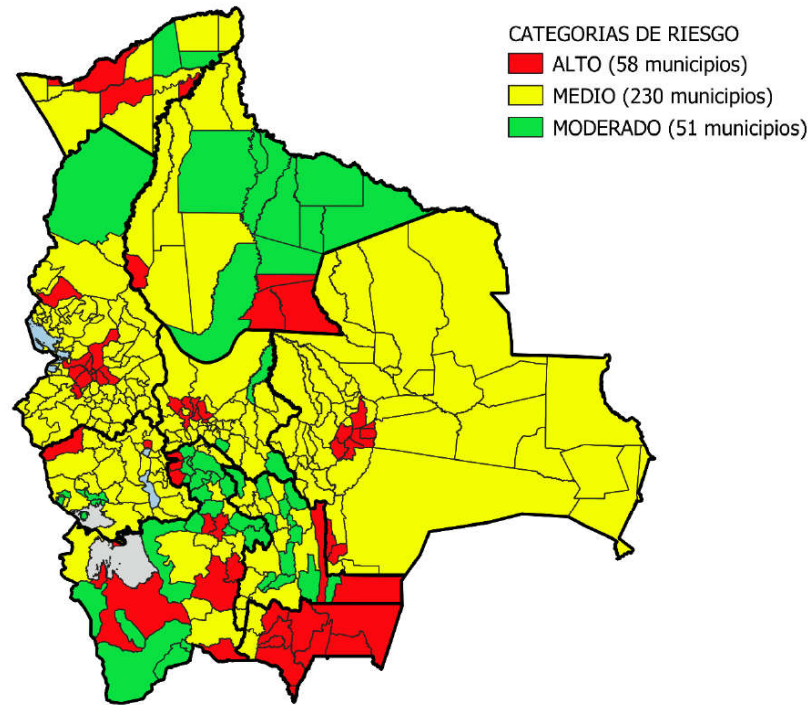 CATEGORIAS DE RIESGO
ALTO (58 municipios)
MEDIO (230 municipios)
MODERADO (51 municipios)